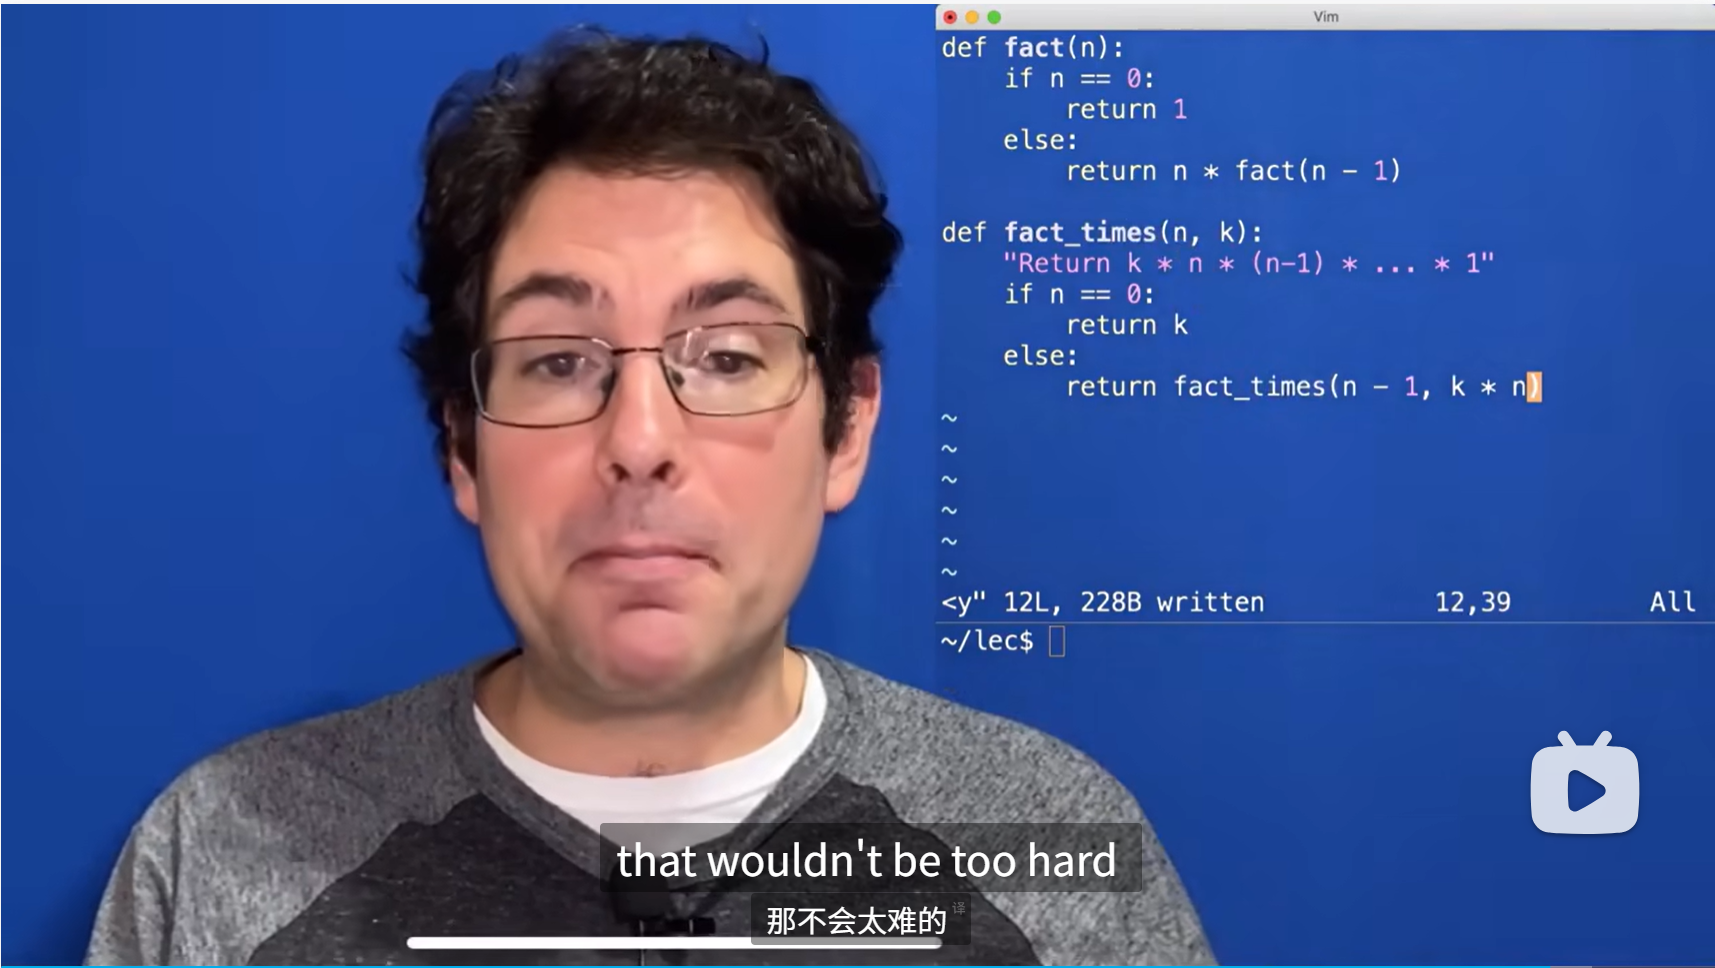 Vim
def fact(n):
    if n == 0:
        return 1
    else:
        return n * fact(n - 1)
def fact_times(n, k):
    "Return k * n * (n-1) * ... * 1"
    if n == 0:
        return k
    else:
        return fact_times(n - 1, k * n)
~
~
~
~
~
~
<y" 12L, 228B written 12,39 All
~/lec$
that wouldn't be too hard
那不会太难的 译